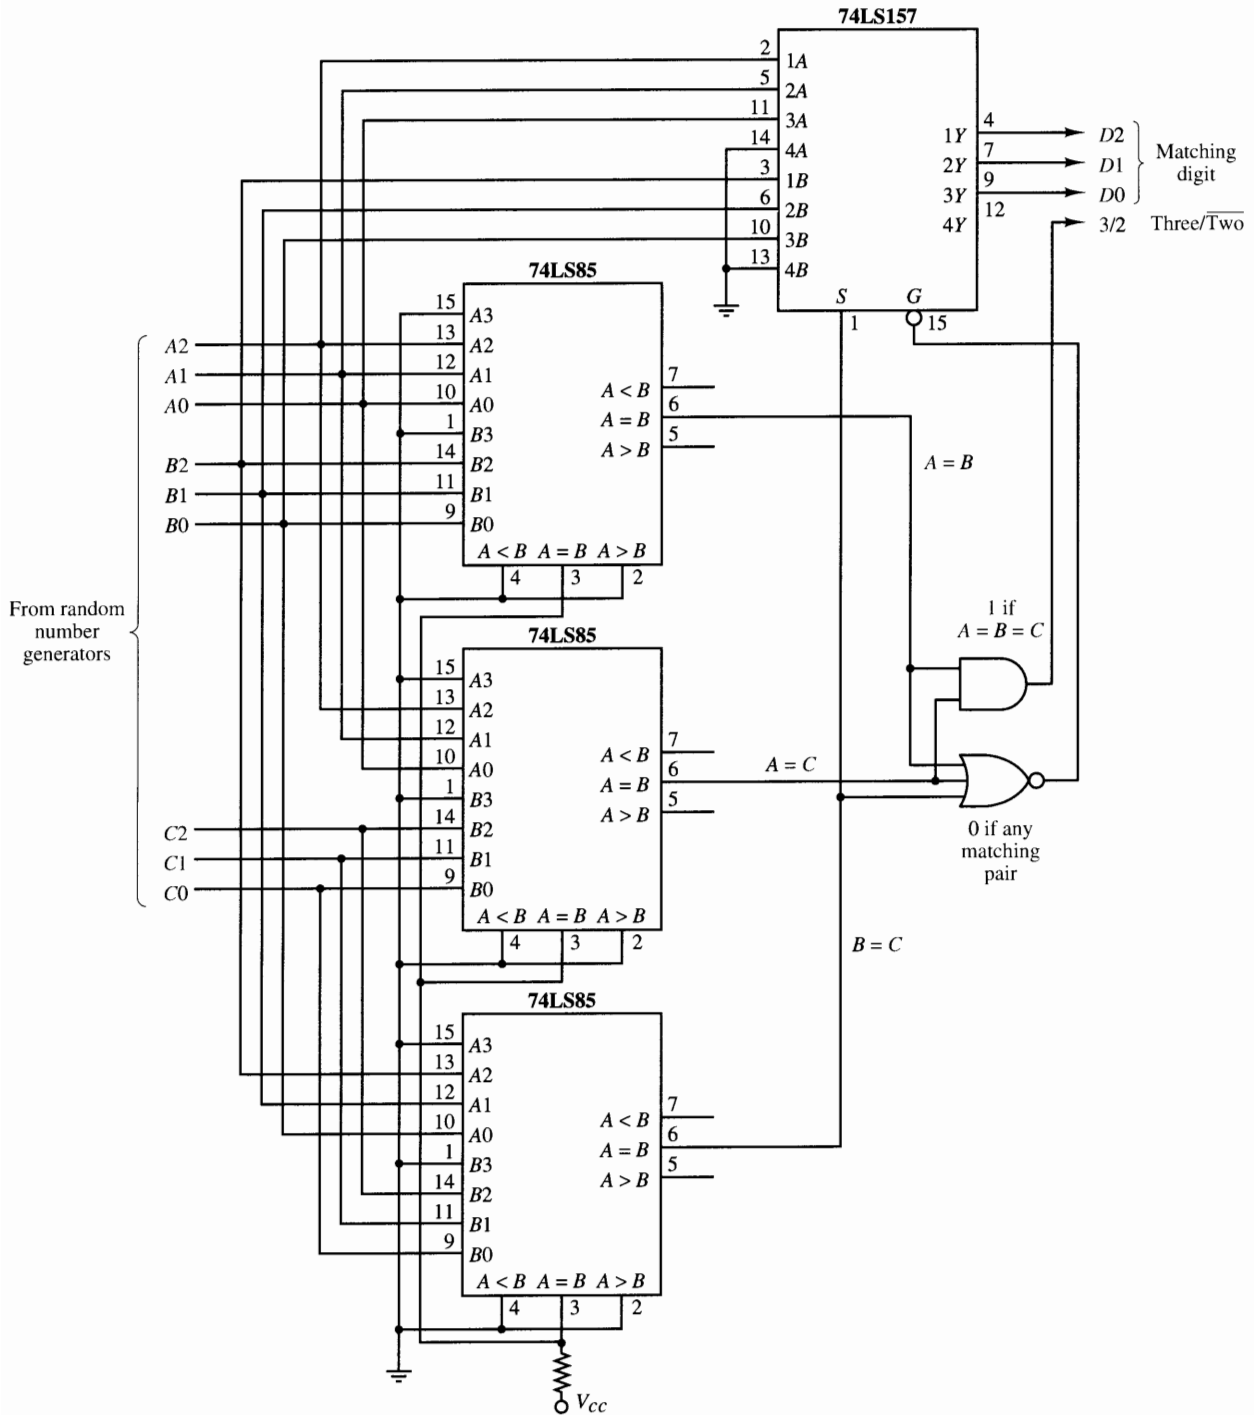 74LS157
2 1A
5 2A
11 3A
14 4A
3 1B
6 2B
10 3B
13 4B
1Y 4
2Y 7
3Y 9
4Y 12
S 1
G 15
D2
D1
D0
Matching
digit
3/2 Three/T̅w̅o̅
74LS85
15 A3
13 A2
12 A1
10 A0
1 B3
14 B2
11 B1
9 B0
A < B 7
A = B 6
A > B 5
A < B A = B A > B
4 3 2
A2
A1
A0
B2
B1
B0
From random
number
generators
C2
C1
C0
74LS85
15 A3
13 A2
12 A1
10 A0
1 B3
14 B2
11 B1
9 B0
A < B 7
A = B 6
A > B 5
A < B A = B A > B
4 3 2
A = B
1 if
A = B = C
A = C
0 if any
matching
pair
B = C
74LS85
15 A3
13 A2
12 A1
10 A0
1 B3
14 B2
11 B1
9 B0
A < B 7
A = B 6
A > B 5
A < B A = B A > B
4 3 2
VCC